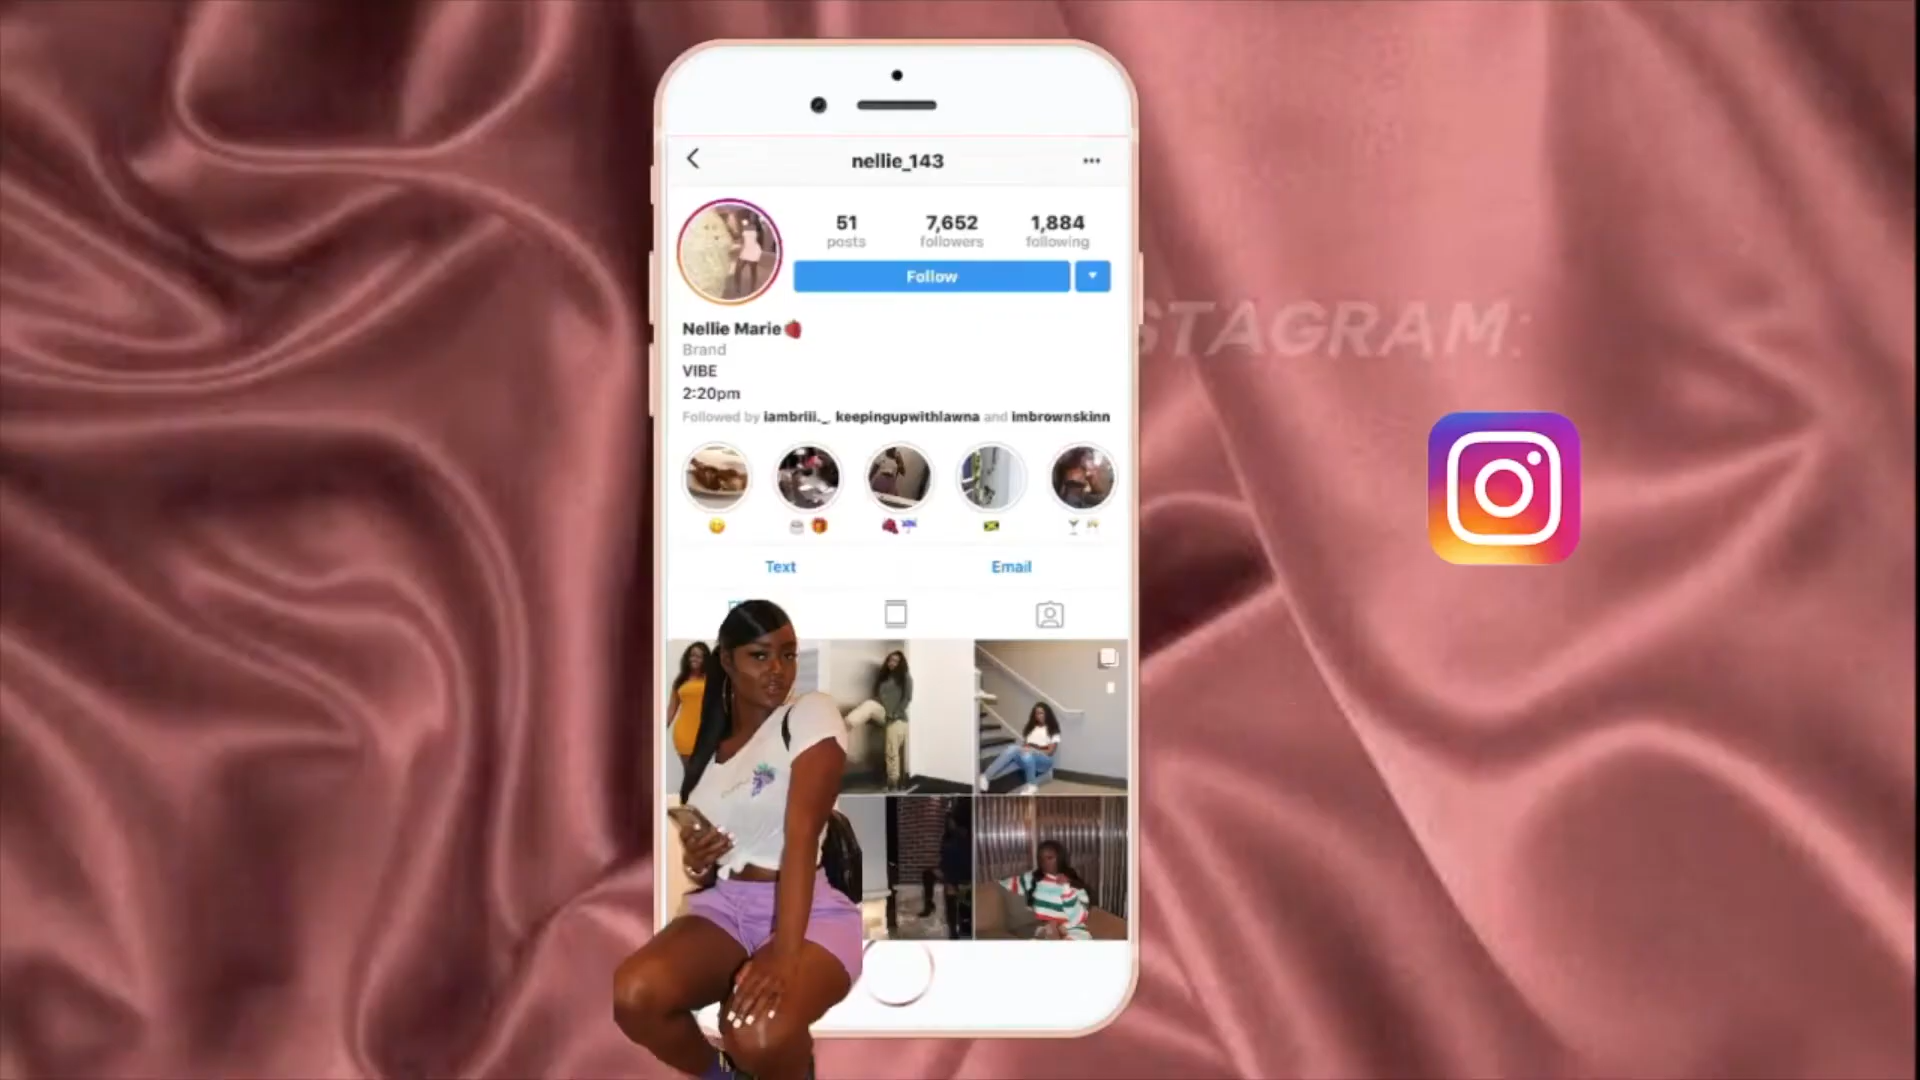 nellie_143
51 7,652 1,884
posts followers following
Follow
Nellie Marie🍓
Brand
VIBE
2:20pm
Followed by iambriii._, keepingupwithlawna and imbrownskinn
Text Email
STAGRAM: